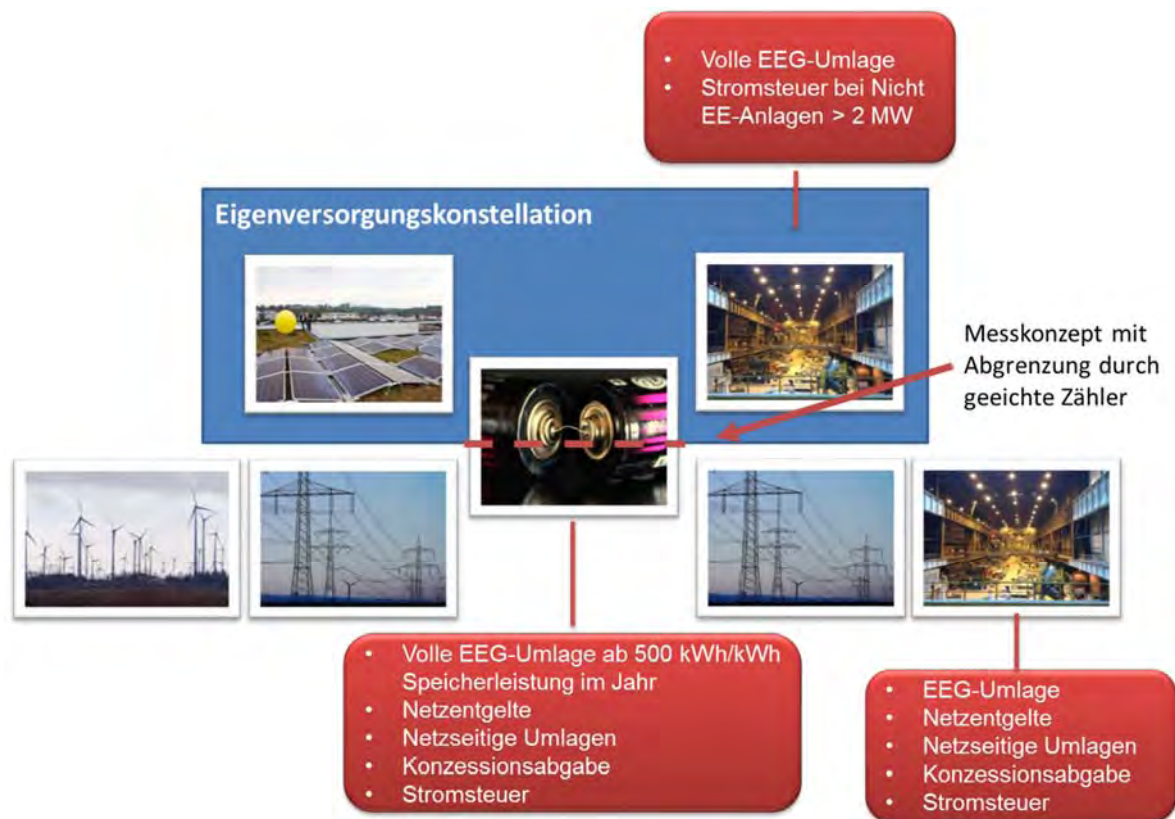 • Volle EEG-Umlage
• Stromsteuer bei Nicht
EE-Anlagen > 2 MW
Eigenversorgungskonstellation
Messkonzept mit
Abgrenzung durch
geeichte Zähler
• Volle EEG-Umlage ab 500 kWh/kWh
Speicherleistung im Jahr
• Netzentgelte
• Netzseitige Umlagen
• Konzessionsabgabe
• Stromsteuer
• EEG-Umlage
• Netzentgelte
• Netzseitige Umlagen
• Konzessionsabgabe
• Stromsteuer